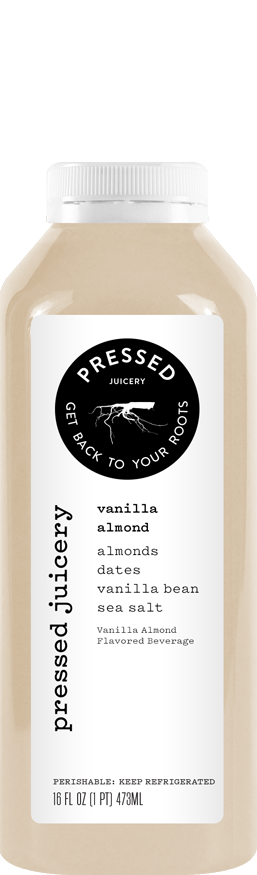 PRESSED
JUICERY
GET BACK TO YOUR ROOTS
pressed juicery
vanilla
almond
almonds
dates
vanilla bean
sea salt
Vanilla Almond
Flavored Beverage
PERISHABLE: KEEP REFRIGERATED
16 FL OZ (1 PT) 473ML